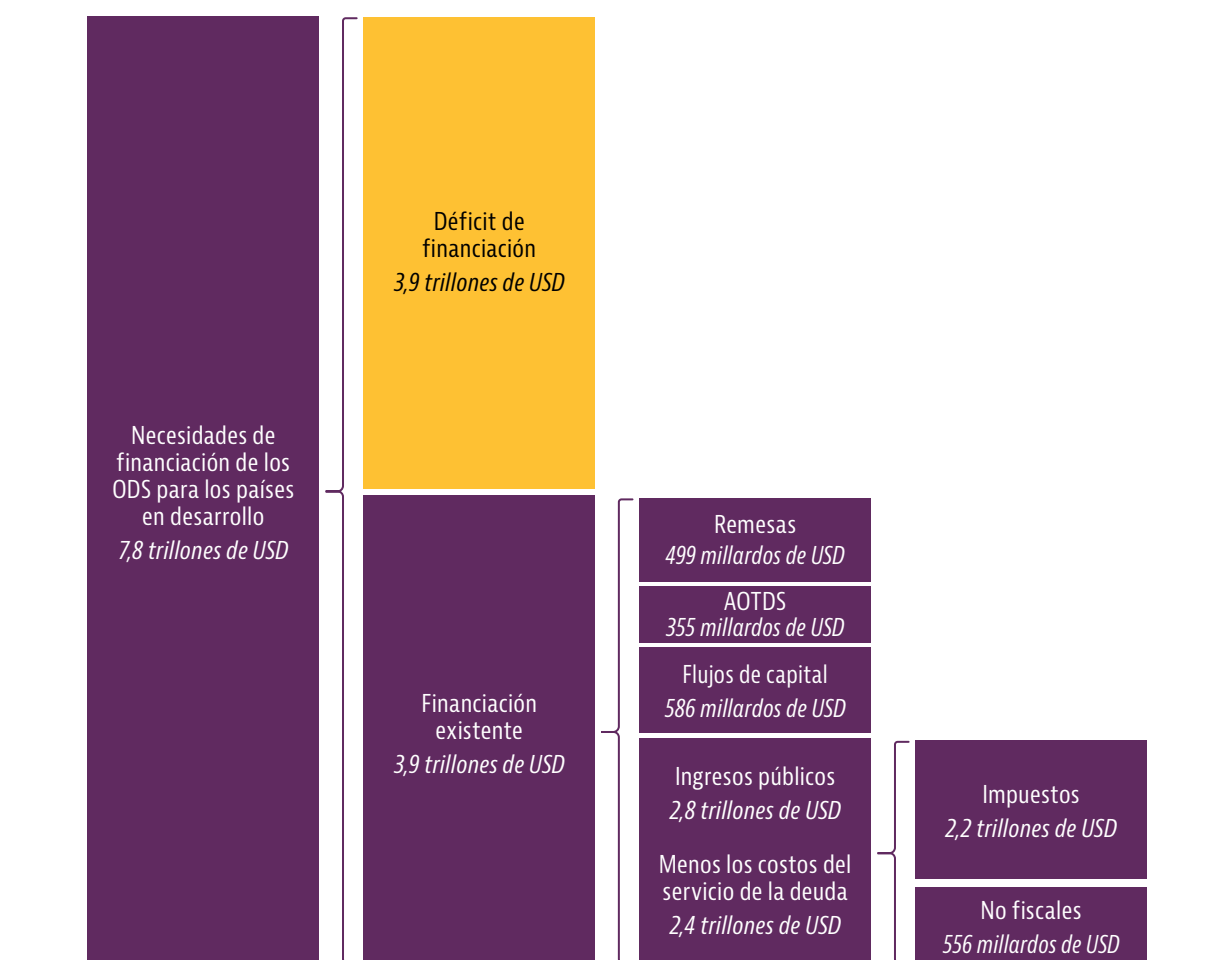 Necesidades de
financiación de los
ODS para los países
en desarrollo
7,8 trillones de USD
Déficit de
financiación
3,9 trillones de USD
Financiación
existente
3,9 trillones de USD
Remesas
499 millardos de USD
AOTDS
355 millardos de USD
Flujos de capital
586 millardos de USD
Ingresos públicos
2,8 trillones de USD
Menos los costos del
servicio de la deuda
2,4 trillones de USD
Impuestos
2,2 trillones de USD
No fiscales
556 millardos de USD